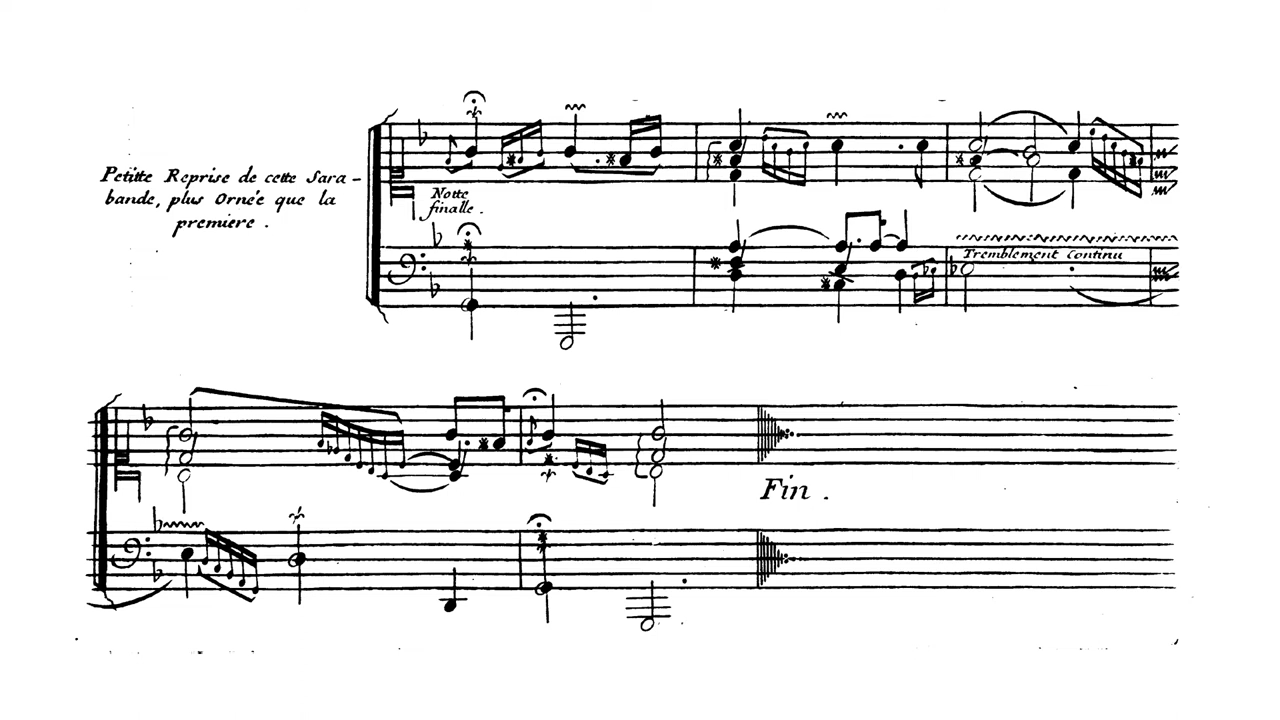 Petitte Reprise de cette Sara-
bande, plus Ornée que la
premiere.
Notte
finalle.
Tremblement Continu
Fin.